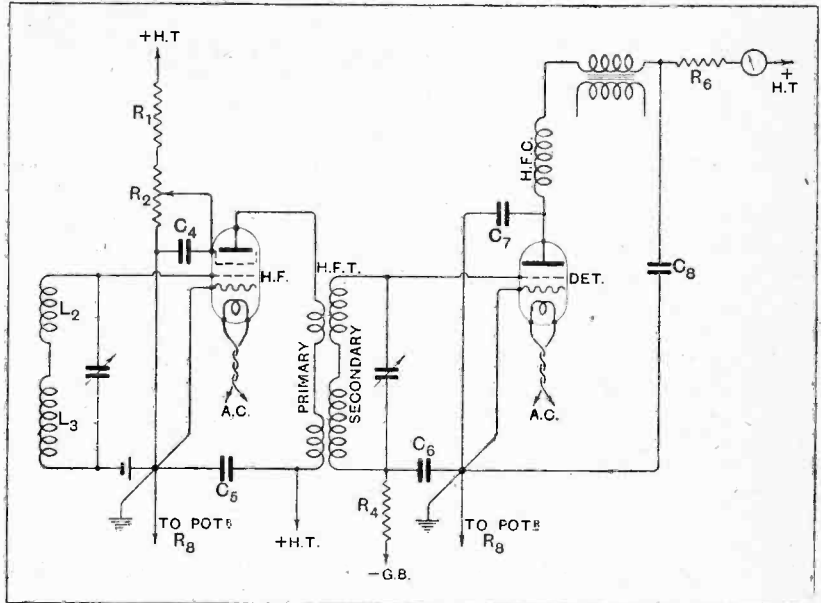 +H.T
R1
R2
C4
H.F.
L2
L3
A.C.
C5
TO POTR
R8
+H.T.
PRIMARY
H.F.T.
SECONDARY
R4
-G.B.
C6
C7
H.F.C.
DET.
A.C.
TO POTR
R8
C8
R6
+
H.T